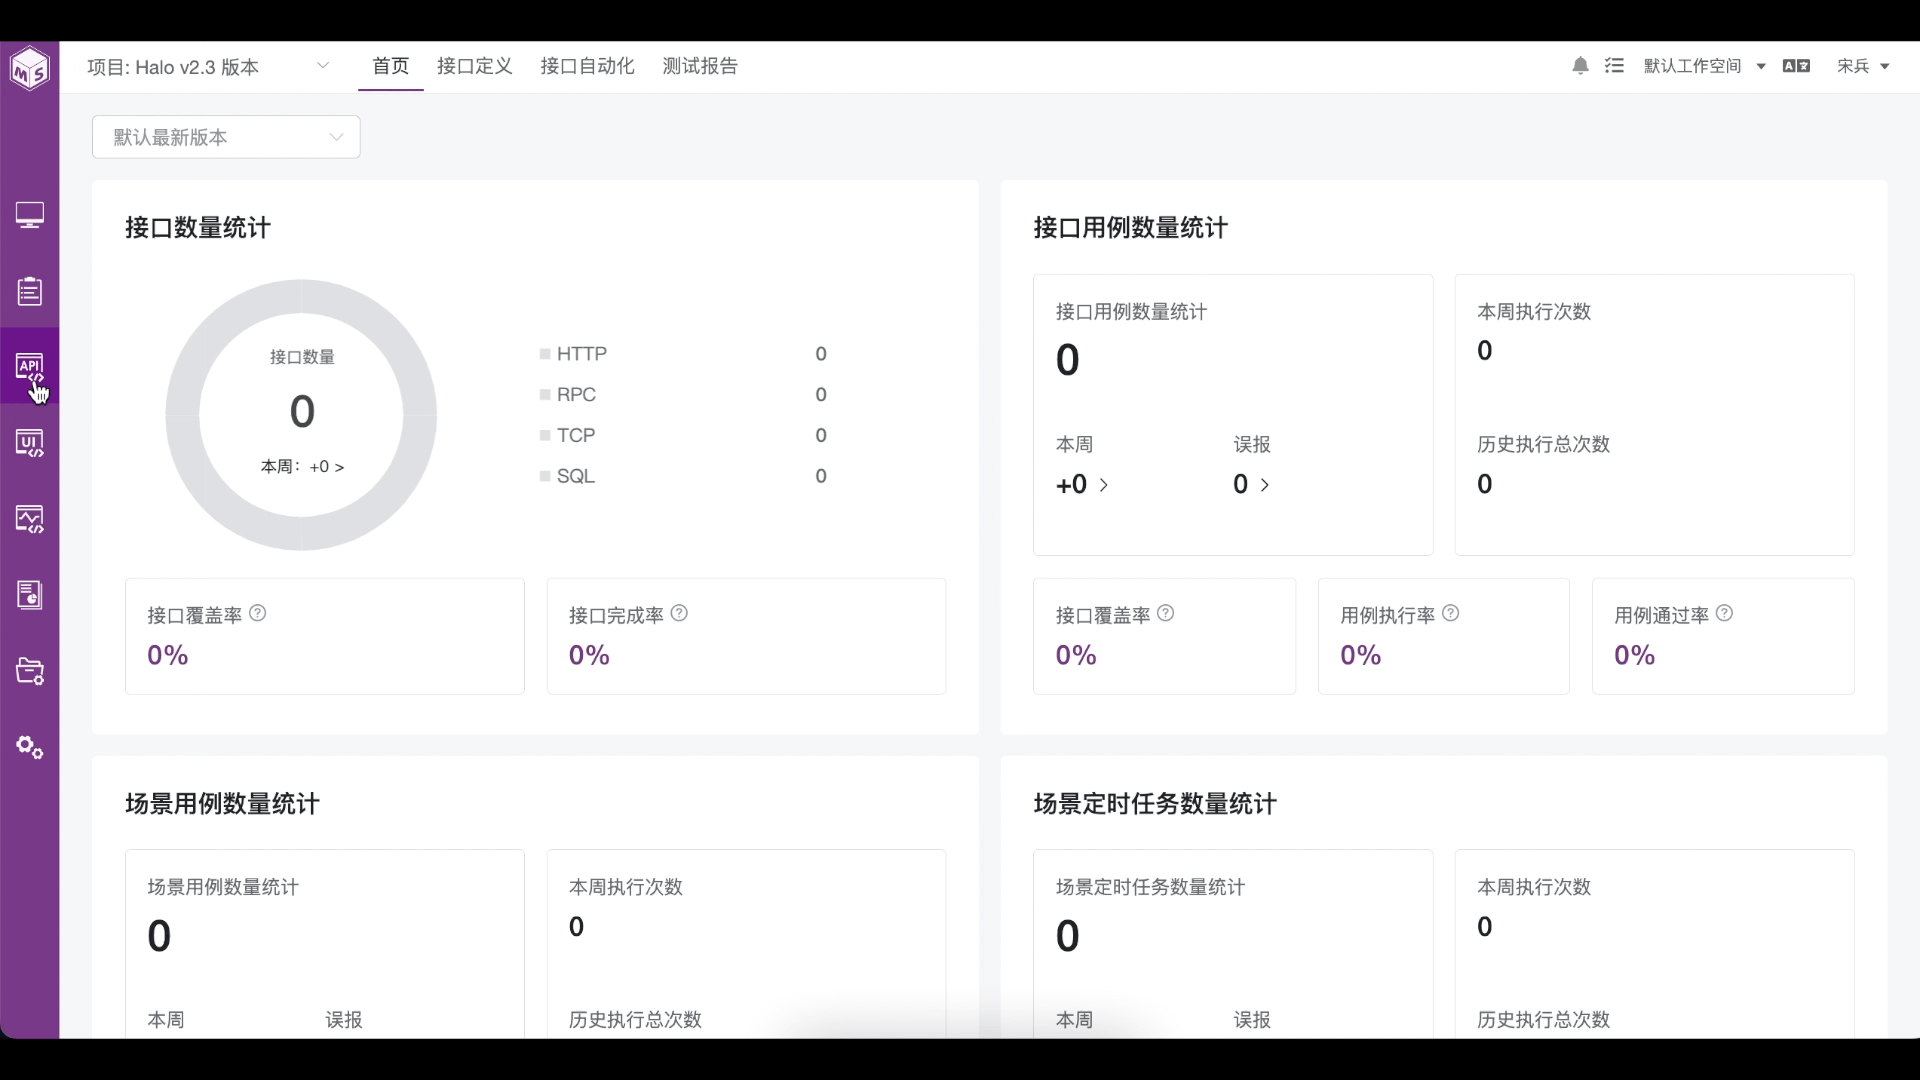 MS
项目: Halo v2.3 版本
首页 接口定义 接口自动化 测试报告
默认工作空间
宋兵
默认最新版本
API
UI
接口数量统计
接口数量
0
本周: +0 >
HTTP 0
RPC 0
TCP 0
SQL 0
接口覆盖率
0%
接口完成率
0%
接口用例数量统计
接口用例数量统计
0
本周 误报
+0 > 0 >
本周执行次数
0
历史执行总次数
0
接口覆盖率
0%
用例执行率
0%
用例通过率
0%
场景用例数量统计
场景用例数量统计
0
本周 误报
本周执行次数
0
历史执行总次数
场景定时任务数量统计
场景定时任务数量统计
0
本周 误报
本周执行次数
0
历史执行总次数